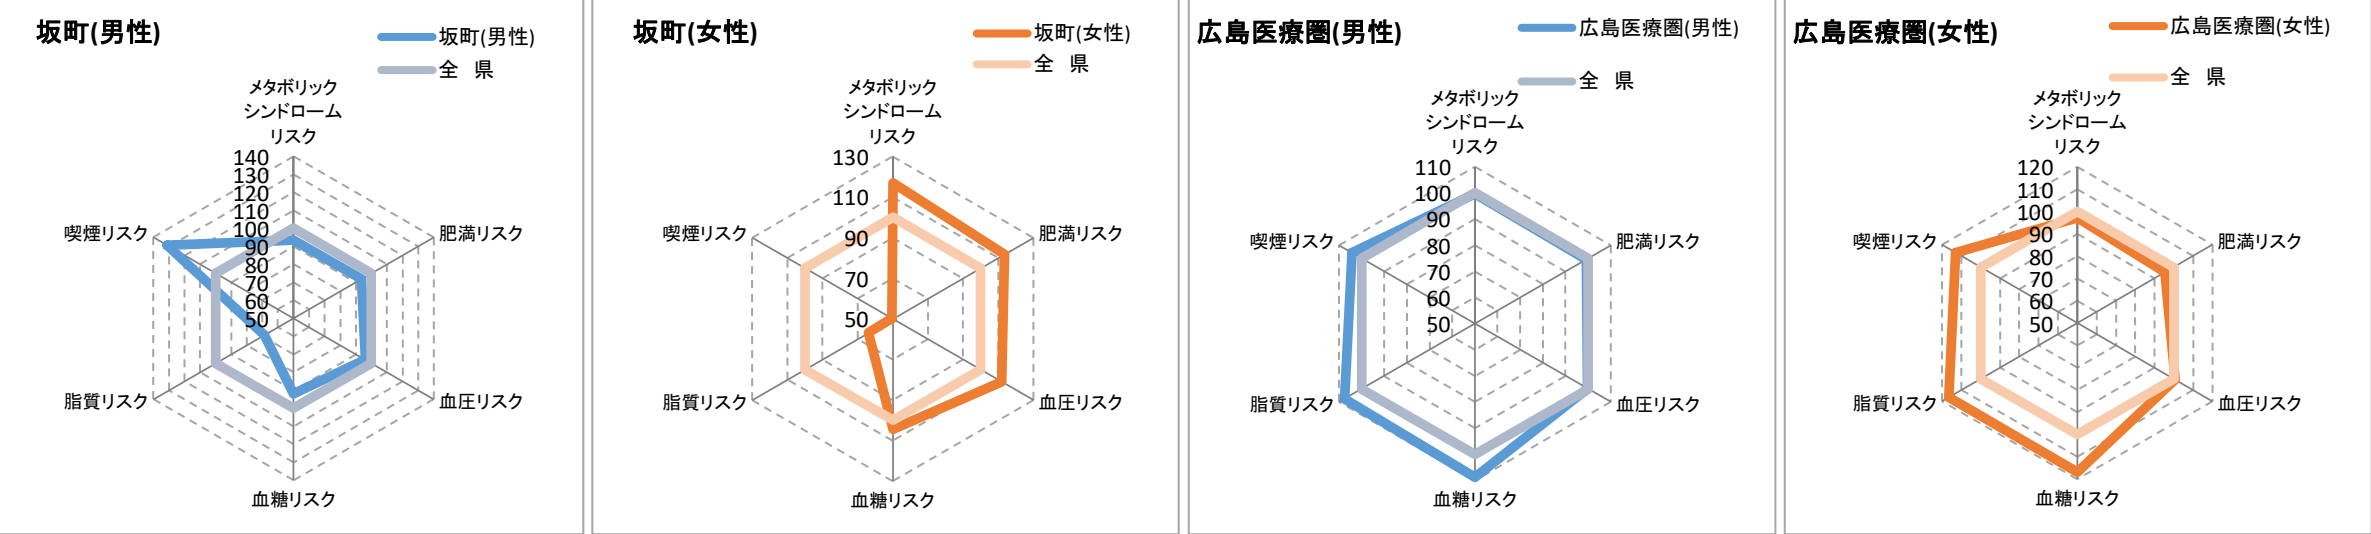 坂町(男性)
坂町(男性)
全 県
メタボリック
シンドローム
リスク
140
130
120
110
100
90
80
70
60
50
喫煙リスク
肥満リスク
脂質リスク
血圧リスク
血糖リスク
坂町(女性)
坂町(女性)
全 県
メタボリック
シンドローム
リスク
130
110
90
70
50
喫煙リスク
肥満リスク
脂質リスク
血圧リスク
血糖リスク
広島医療圏(男性)
広島医療圏(男性)
全 県
メタボリック
シンドローム
リスク
110
100
90
80
70
60
50
喫煙リスク
肥満リスク
脂質リスク
血圧リスク
血糖リスク
広島医療圏(女性)
広島医療圏(女性)
全 県
メタボリック
シンドローム
リスク
120
110
100
90
80
70
60
50
喫煙リスク
肥満リスク
脂質リスク
血圧リスク
血糖リスク